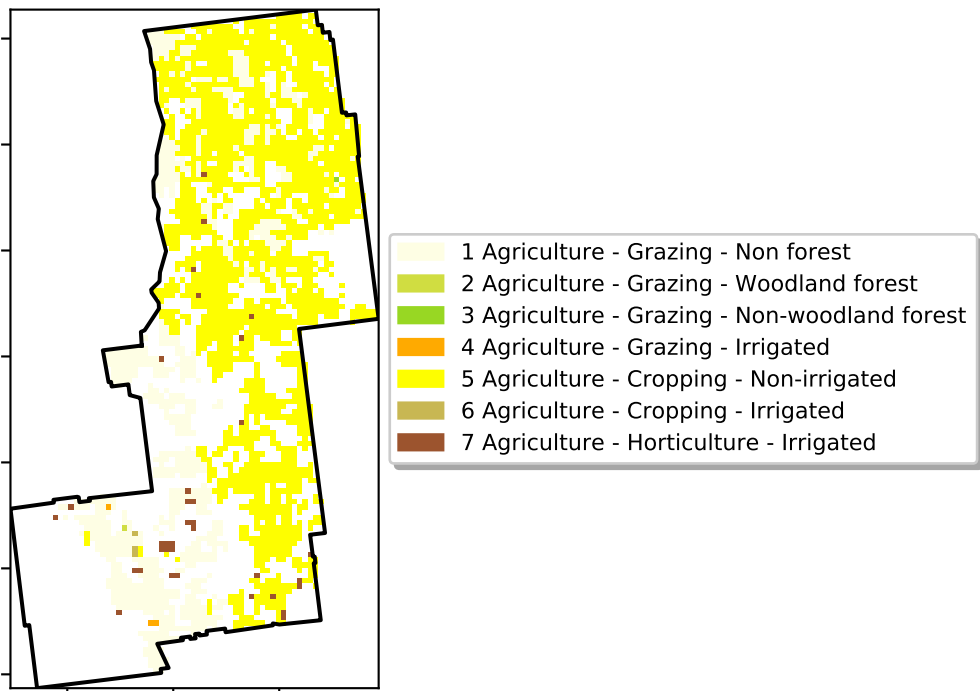 1 Agriculture - Grazing - Non forest
2 Agriculture - Grazing - Woodland forest
3 Agriculture - Grazing - Non-woodland forest
4 Agriculture - Grazing - Irrigated
5 Agriculture - Cropping - Non-irrigated
6 Agriculture - Cropping - Irrigated
7 Agriculture - Horticulture - Irrigated